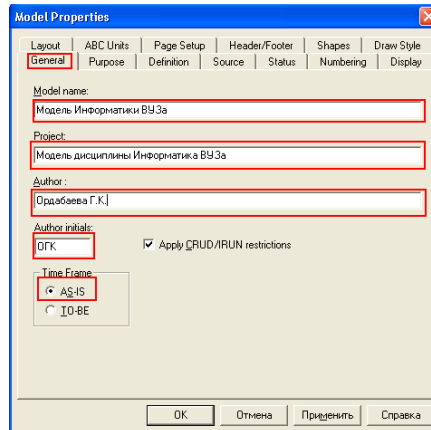 Model Properties
Layout ABC Units Page Setup Header/Footer Shapes Draw Style
General Purpose Definition Source Status Numbering Display
Model name:
Модель Информатики ВУЗа
Project:
Модель дисциплины Информатика ВУЗа
Author :
Ордабаева Г.К.
Author initials:
ОГК Apply CRUD/IRUN restrictions
Time Frame
AS-IS
TO-BE
OK Отмена Применить Справка